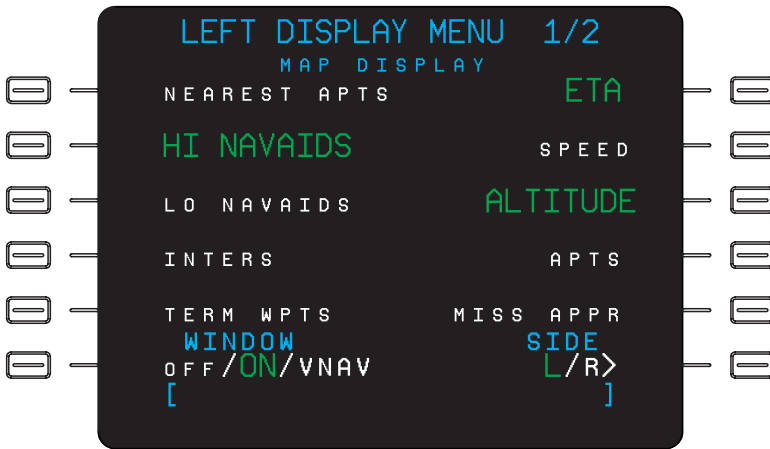 LEFT DISPLAY MENU 1/2
MAP DISPLAY
NEAREST APTS ETA
HI NAVAIDS SPEED
LO NAVAIDS ALTITUDE
INTERS APTS
TERM WPTS MISS APPR
WINDOW SIDE
OFF/ON/VNAV L/R>
[ ]